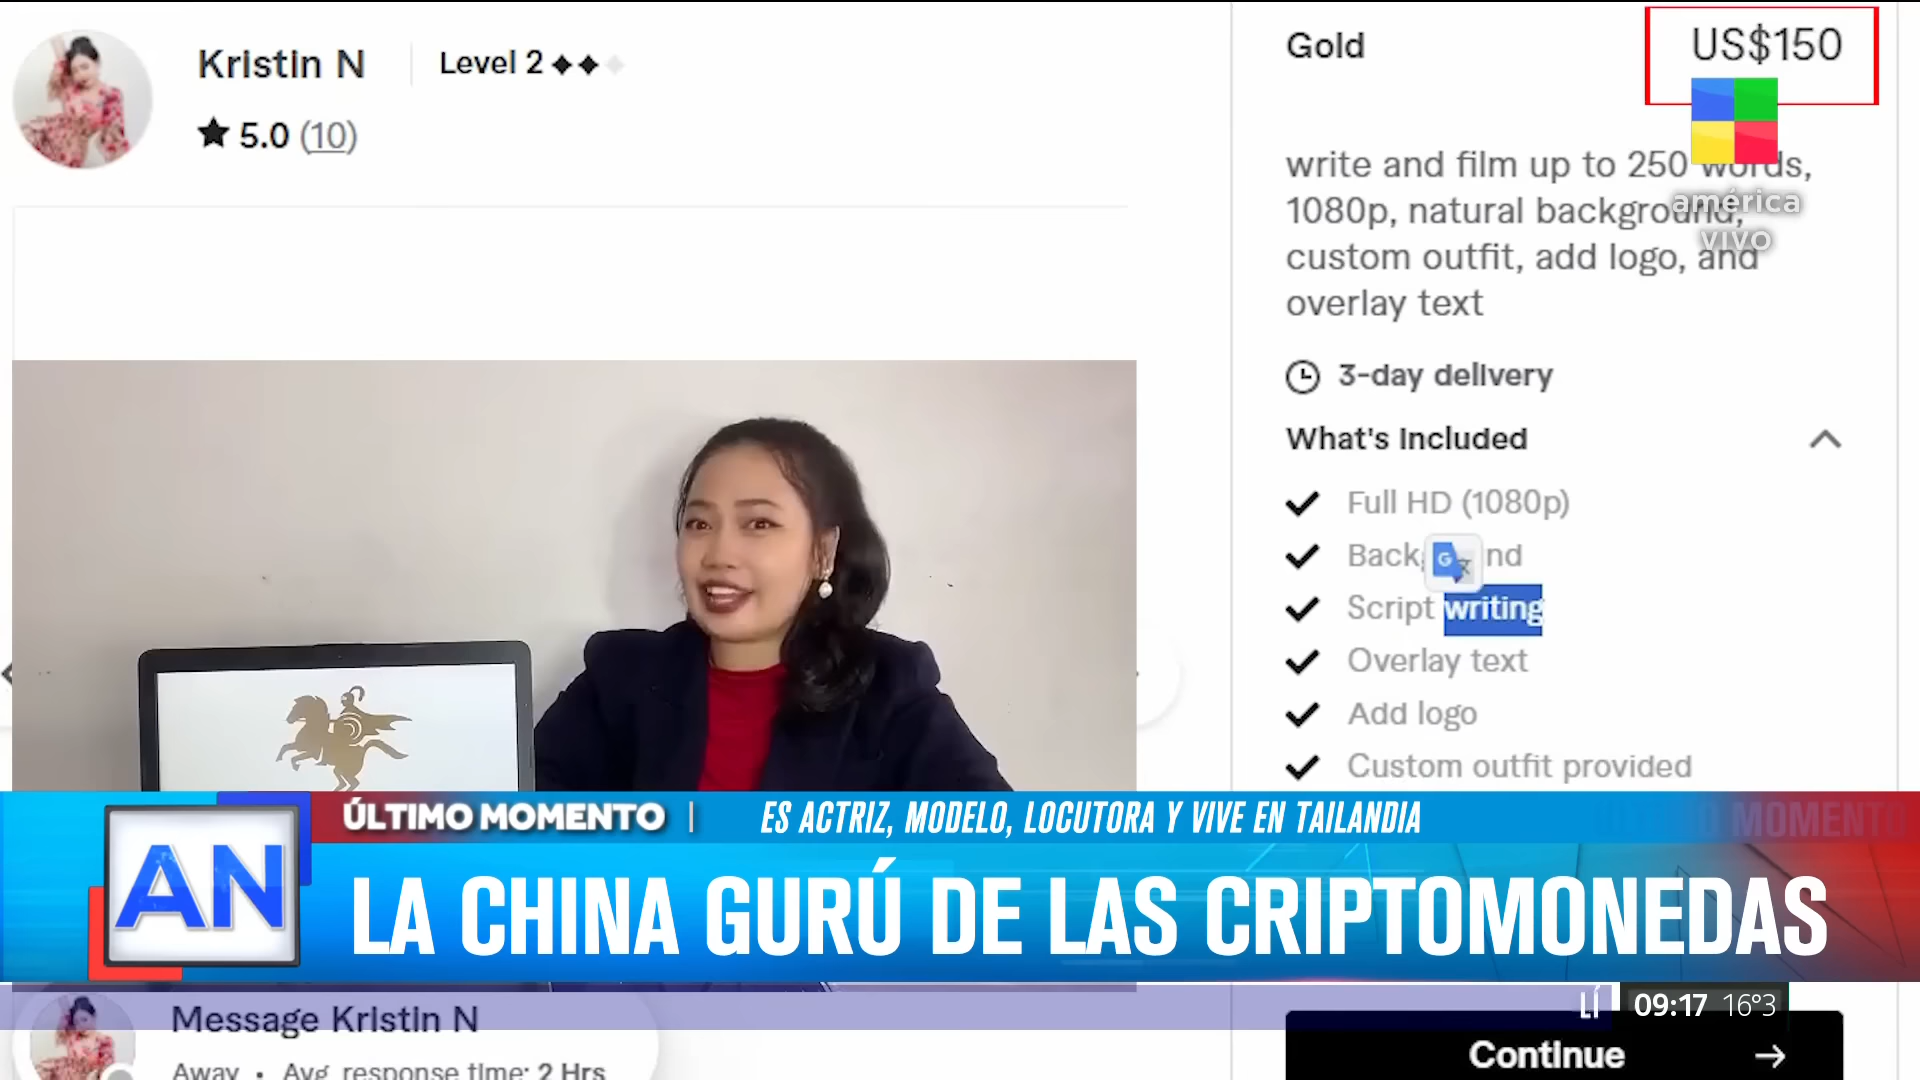 Kristin N
Level 2
5.0 (10)
Gold
US$150
write and film up to 250 words,
1080p, natural background,
custom outfit, add logo, and
overlay text
américa
VIVO
3-day delivery
What's Included
Full HD (1080p)
Script writing
Overlay text
Add logo
Custom outfit provided
AN
ÚLTIMO MOMENTO | ES ACTRIZ, MODELO, LOCUTORA Y VIVE EN TAILANDIA
LA CHINA GURÚ DE LAS CRIPTOMONEDAS
Message Kristin N
Away • Avg. response time: 2 Hrs
09:17 16°3
Continue